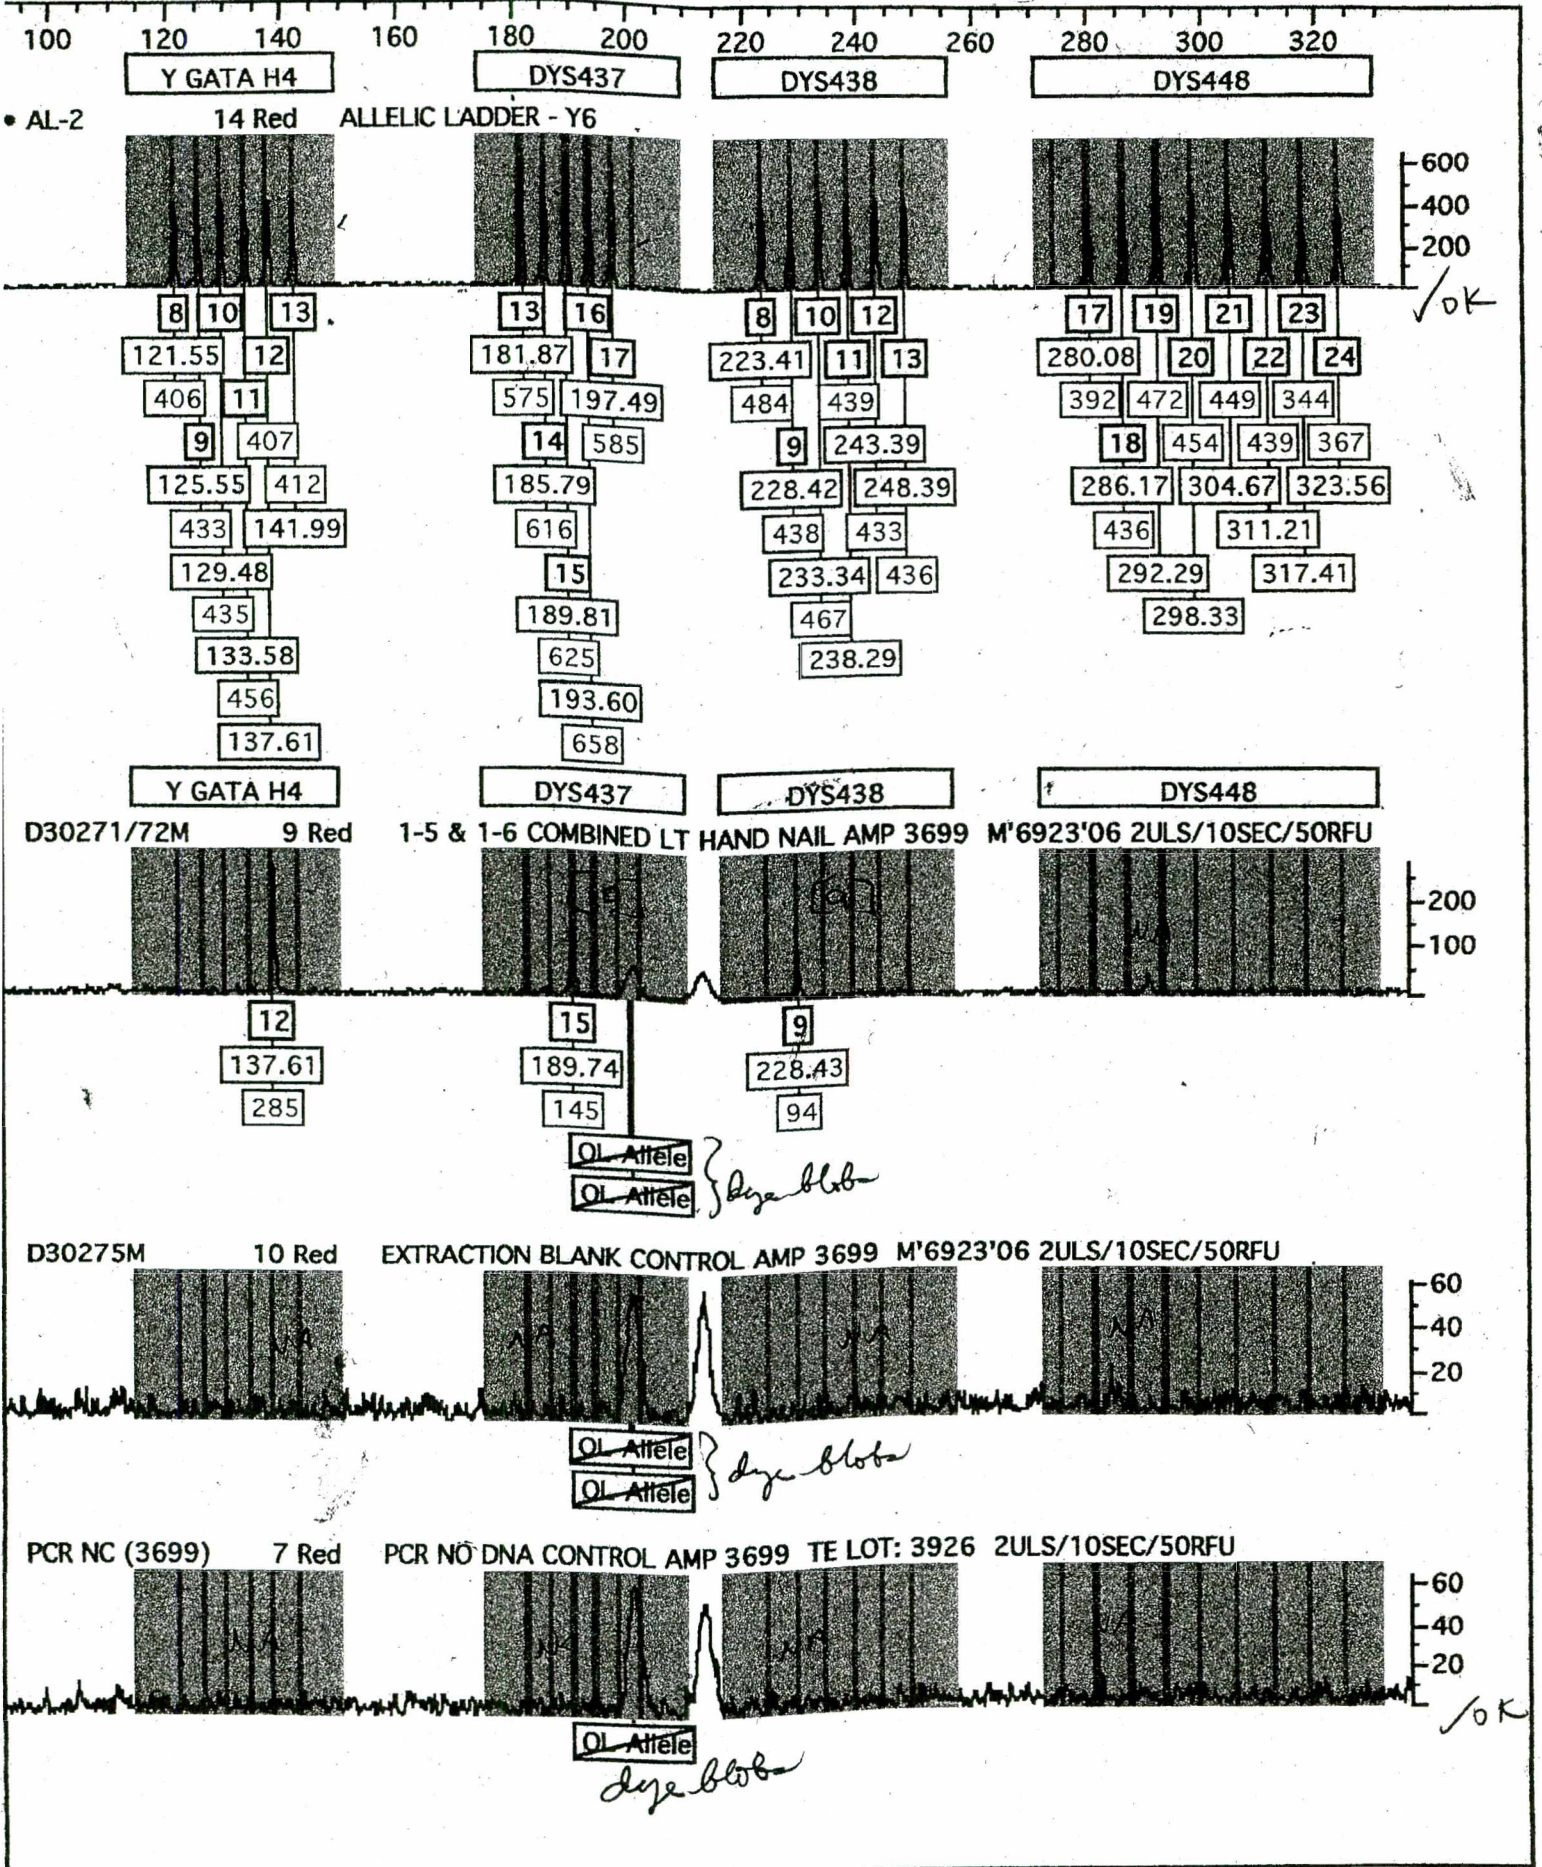 100 120 140 160 180 200 220 240 260 280 300 320
Y GATA H4 DYS437 DYS438 DYS448
• AL-2 14 Red ALLELIC LADDER - Y6
600
400
200
✓OK
8 10 13 13 16 8 10 12 17 19 21 23
121.55 12 181.87 17 223.41 11 13 280.08 20 22 24
406 11 575 197.49 484 439 392 472 449 344
9 407 14 585 9 243.39 18 454 439 367
125.55 412 185.79 228.42 248.39 286.17 304.67 323.56
433 141.99 616 438 433 436 311.21
129.48 15 233.34 436 292.29 317.41
435 189.81 467 298.33
133.58 625 238.29
456 193.60
137.61 658
Y GATA H4 DYS437 DYS438 DYS448
D30271/72M 9 Red 1-5 & 1-6 COMBINED LT HAND NAIL AMP 3699 M'6923'06 2ULS/10SEC/50RFU
200
NA
100
12 15 9
137.61 189.74 228.43
285 145 94
OL Allele
OL Allele
dye blobs
D30275M 10 Red EXTRACTION BLANK CONTROL AMP 3699 M'6923'06 2ULS/10SEC/50RFU
60
NA NA NA NA 40
20
OL Allele
OL Allele
dye blobs
PCR NC (3699) 7 Red PCR NO DNA CONTROL AMP 3699 TE LOT: 3926 2ULS/10SEC/50RFU
60
NA NA NA NA 40
20
✓OK
OL Allele
dye blobs